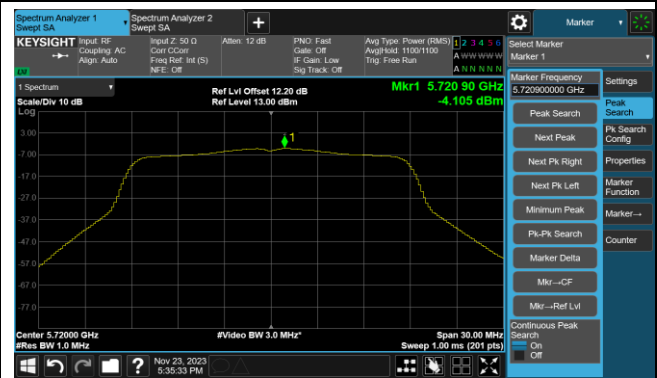 Spectrum Analyzer 1
Swept SA
Spectrum Analyzer 2
Swept SA
+
Marker
KEYSIGHT
Input: RF
Coupling: AC
Align: Auto
Input Z: 50 Ω
Corr CCorr
Freq Ref: Int (S)
NFE: Off
Atten: 12 dB
PNO: Fast
Gate: Off
IF Gain: Low
Sig Track: Off
Avg Type: Power (RMS)
Avg|Hold: 1100/1100
Trig: Free Run
1 2 3 4 5 6
A W W W W W
A N N N N N
Select Marker
Marker 1
1 Spectrum
Scale/Div 10 dB
Log
Ref Lvl Offset 12.20 dB
Ref Level 13.00 dBm
Mkr1 5.720 90 GHz
-4.105 dBm
1
3.00
-7.00
-17.0
-27.0
-37.0
-47.0
-57.0
-67.0
-77.0
Center 5.72000 GHz
#Res BW 1.0 MHz
#Video BW 3.0 MHz*
Span 30.00 MHz
Sweep 1.00 ms (201 pts)
Marker Frequency
5.720900000 GHz
Peak Search
Next Peak
Next Pk Right
Next Pk Left
Minimum Peak
Pk-Pk Search
Marker Delta
Mkr→CF
Mkr→Ref Lvl
Continuous Peak
Search
On
Off
Settings
Peak
Search
Pk Search
Config
Properties
Marker
Function
Marker→
Counter
?
Nov 23, 2023
5:35:33 PM